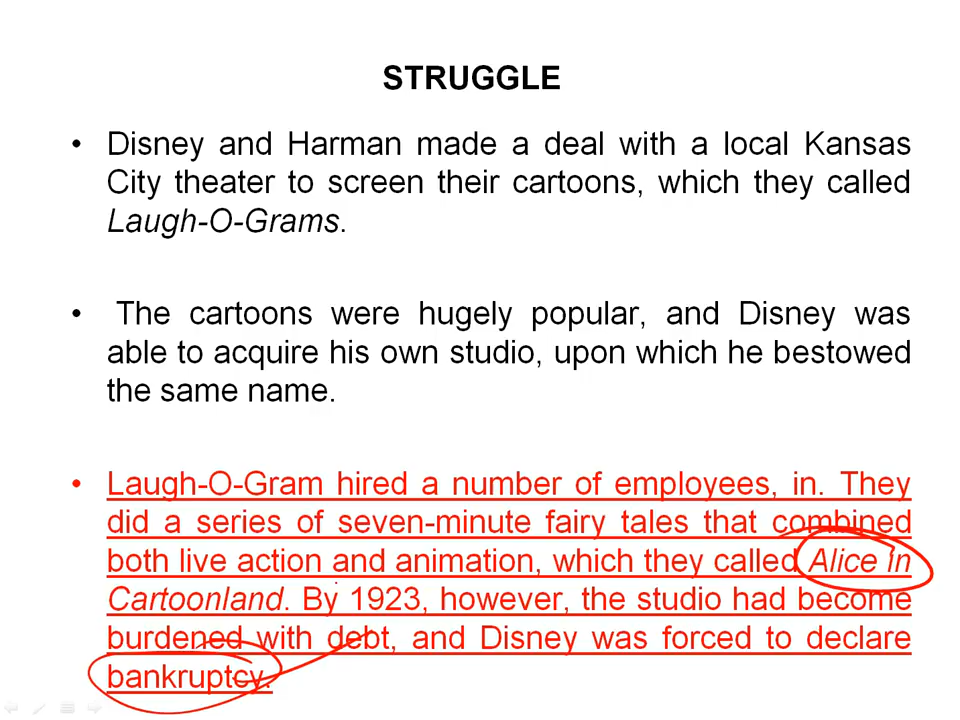 STRUGGLE
• Disney and Harman made a deal with a local Kansas
City theater to screen their cartoons, which they called
Laugh-O-Grams.
• The cartoons were hugely popular, and Disney was
able to acquire his own studio, upon which he bestowed
the same name.
• Laugh-O-Gram hired a number of employees, in. They
did a series of seven-minute fairy tales that combined
both live action and animation, which they called Alice in
Cartoonland. By 1923, however, the studio had become
burdened with debt, and Disney was forced to declare
bankruptcy.